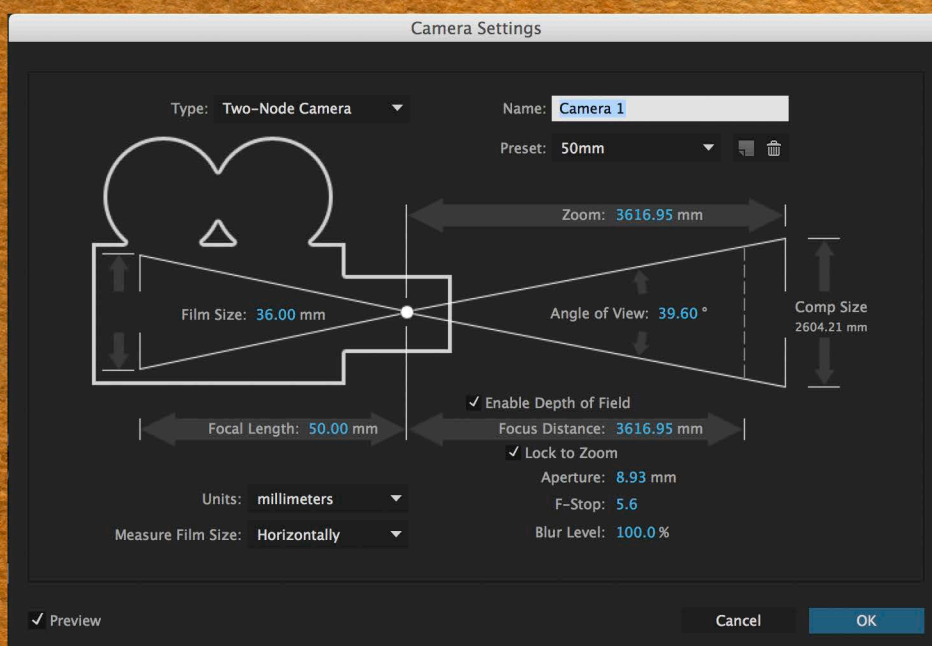 Camera Settings
Type: Two-Node Camera
Name: Camera 1
Preset: 50mm
Zoom: 3616.95 mm
Film Size: 36.00 mm
Angle of View: 39.60 °
Comp Size
2604.21 mm
Enable Depth of Field
Focal Length: 50.00 mm
Focus Distance: 3616.95 mm
Lock to Zoom
Aperture: 8.93 mm
Units: millimeters
F-Stop: 5.6
Measure Film Size: Horizontally
Blur Level: 100.0 %
Preview
Cancel
OK